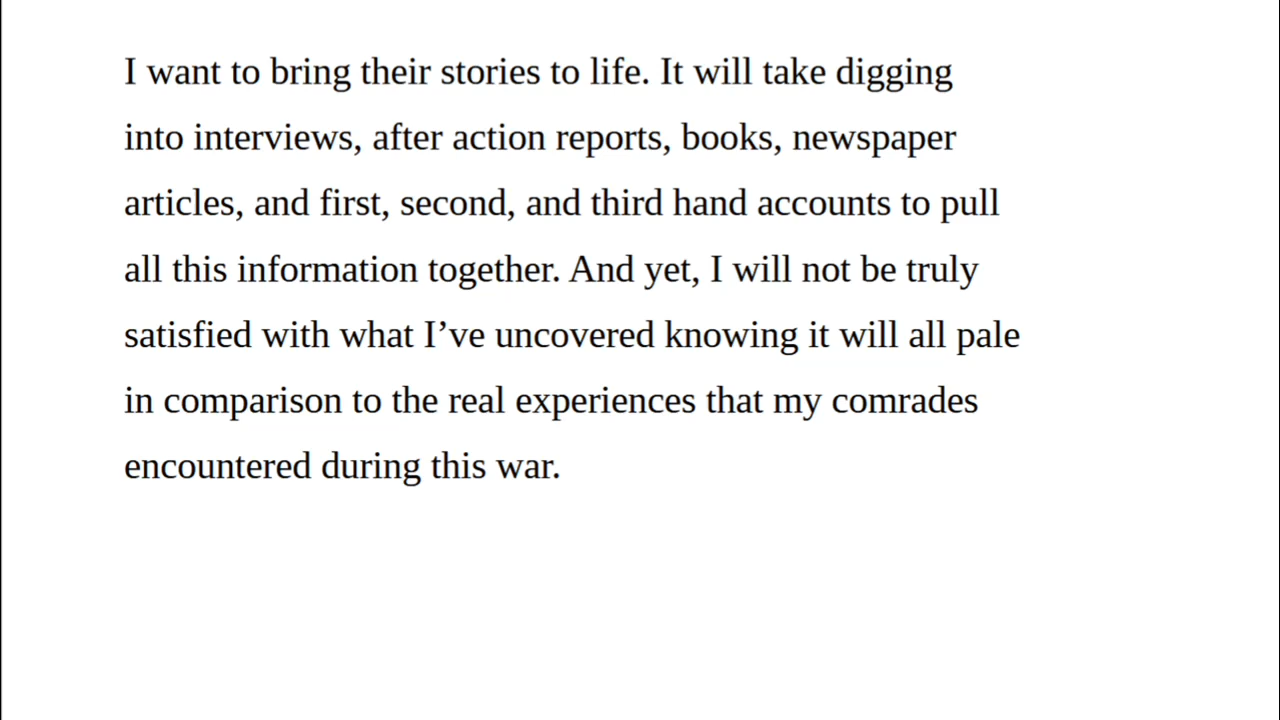 I want to bring their stories to life. It will take digging
into interviews, after action reports, books, newspaper
articles, and first, second, and third hand accounts to pull
all this information together. And yet, I will not be truly
satisfied with what I’ve uncovered knowing it will all pale
in comparison to the real experiences that my comrades
encountered during this war.